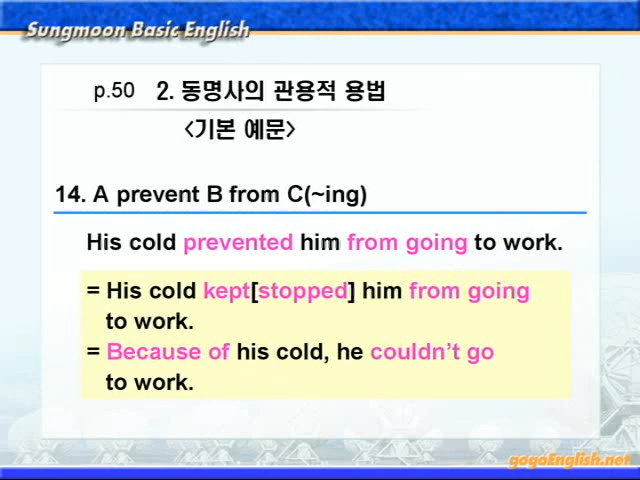 Sungmoon Basic English
p.50 2. 동명사의 관용적 용법
<기본 예문>
14. A prevent B from C(~ing)
His cold prevented him from going to work.
= His cold kept[stopped] him from going
to work.
= Because of his cold, he couldn't go
to work.
gogoEnglish.net